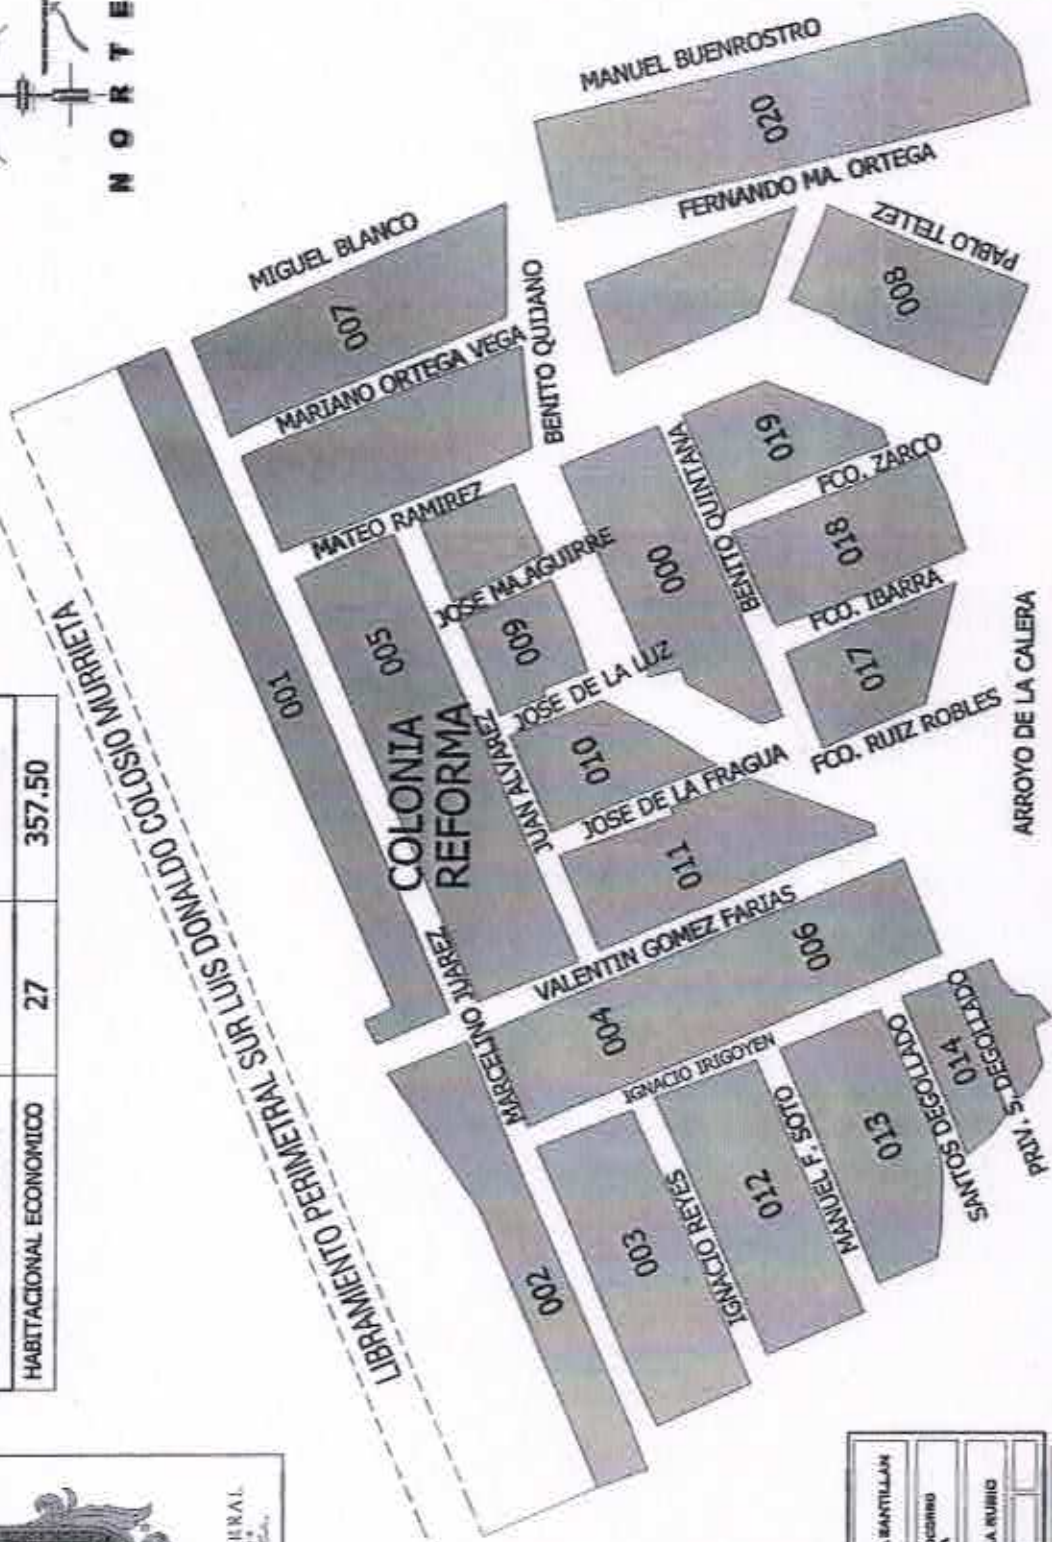 NORTE
HABITACIONAL ECONOMICO 27 357.50
LIBRAMIENTO PERIMETRAL SUR LUIS DONALDO COLOSIO MURRIETA
COLONIA
REFORMA
MANUEL BUENROSTRO
020
FERNANDO MA. ORTEGA
PABLO TELLEZ
008
MIGUEL BLANCO
007
MARIANO ORTEGA VEGA
BENITO QUIJANO
MATEO RAMIREZ
001
005
JOSE MA.AGUIRRE
009
JOSE DE LA LUZ
000
BENITO QUINTANA
019
FCO. ZARCO
018
FCO. IBARRA
017
FCO. RUIZ ROBLES
ARROYO DE LA CALERA
JUAN ALVAREZ
010
JOSE DE LA FRAGUA
011
VALENTIN GOMEZ FARIAS
006
004
MARCELINO JUAREZ
IGNACIO IRIGOYEN
002
003
IGNACIO REYES
012
MANUEL F. SOTO
013
SANTOS DEGOLLADO
014
PRIV. S. DEGOLLADO
SANTILLAN
A RUBIO